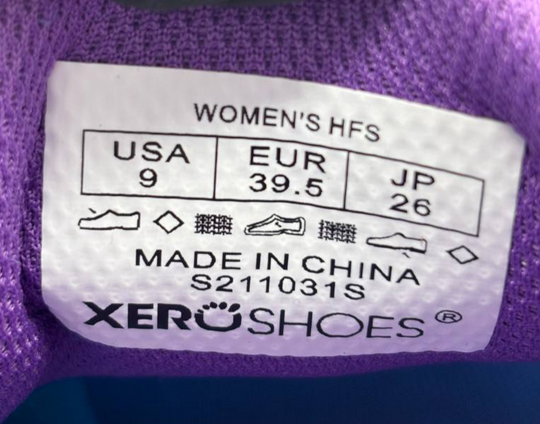 WOMEN'S HFS
USA EUR JP
9 39.5 26
MADE IN CHINA
S211031S
XEROSHOES®